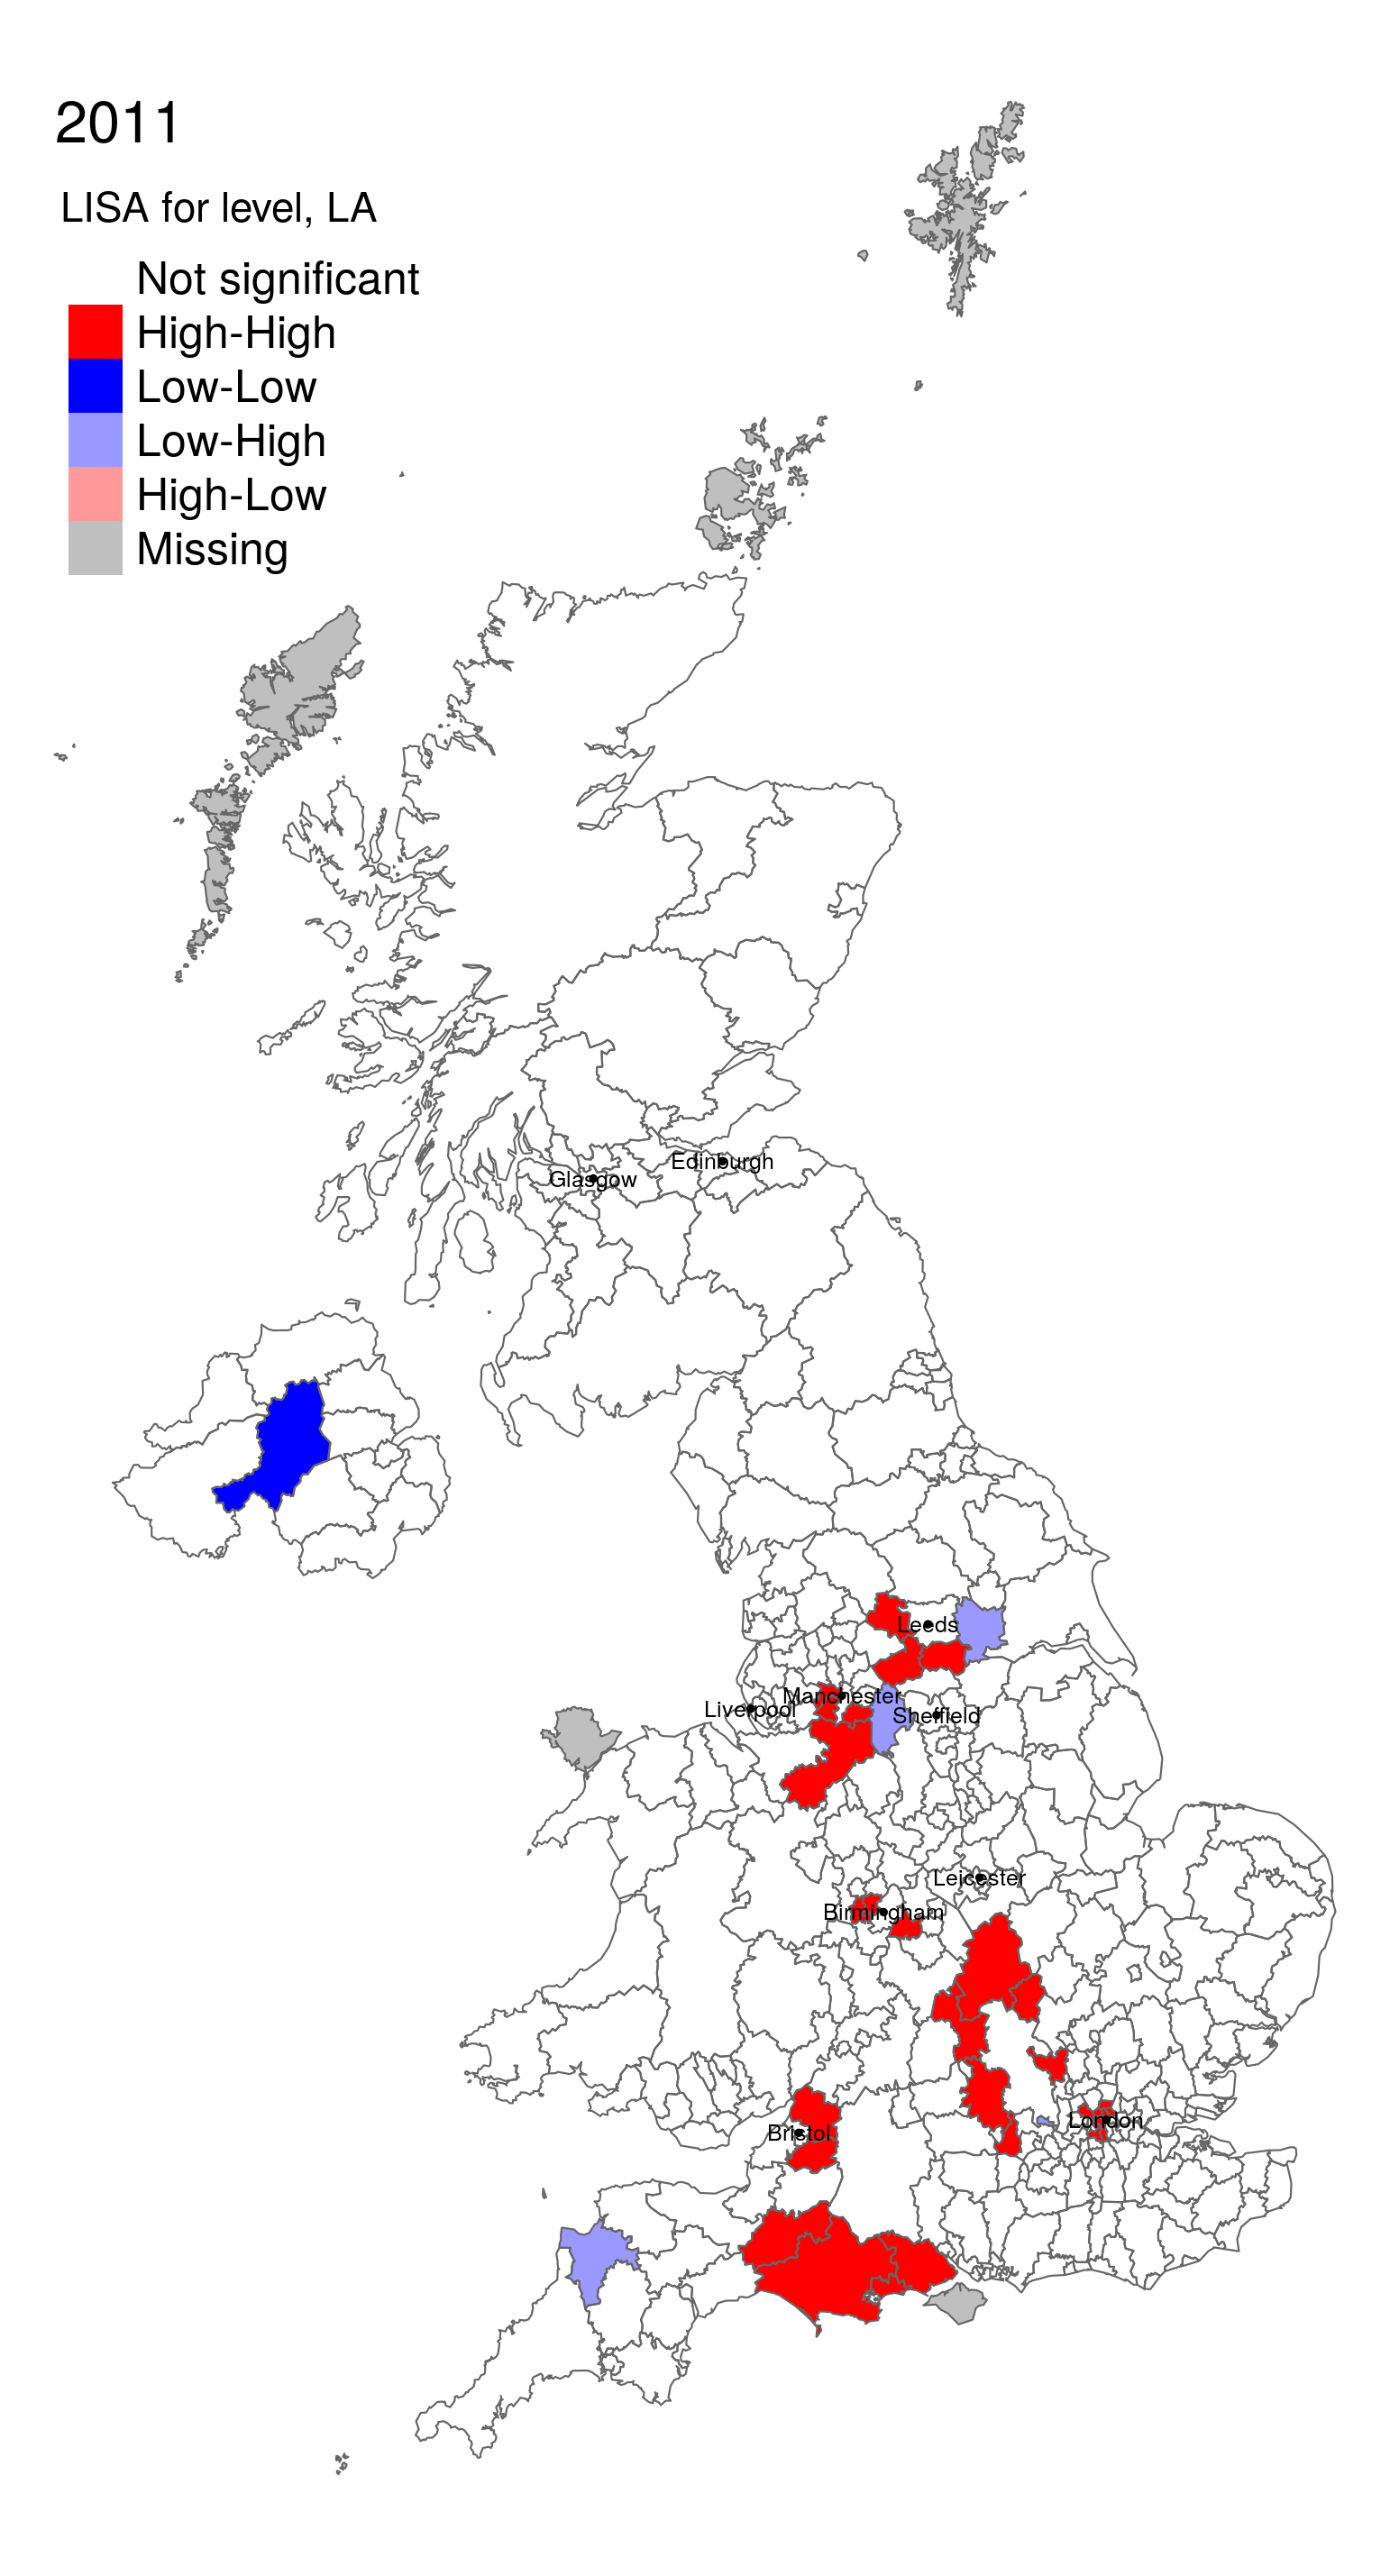 2011
LISA for level, LA
Not significant
High-High
Low-Low
Low-High
High-Low
Missing
Edinburgh
Glasgow
Leeds
Manchester
Liverpool
Sheffield
Leicester
Birmingham
London
Bristol